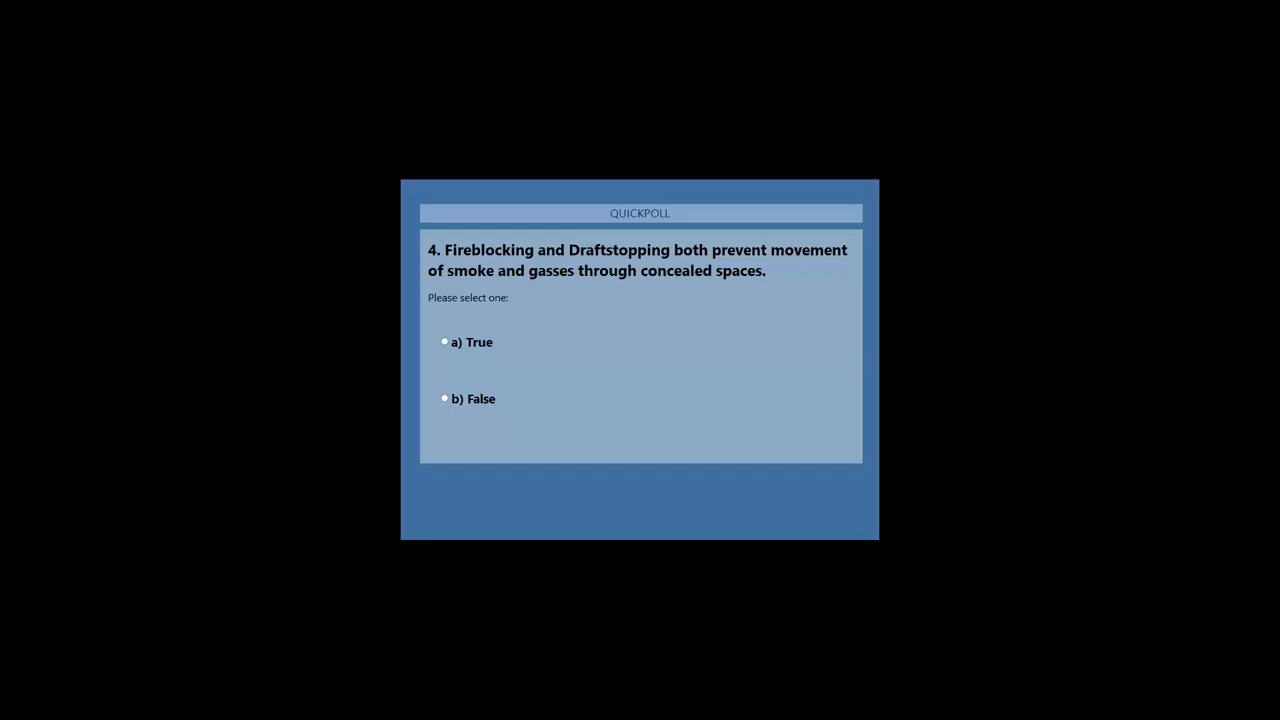 QUICKPOLL
4. Fireblocking and Draftstopping both prevent movement
of smoke and gasses through concealed spaces.
Please select one:
a) True
b) False